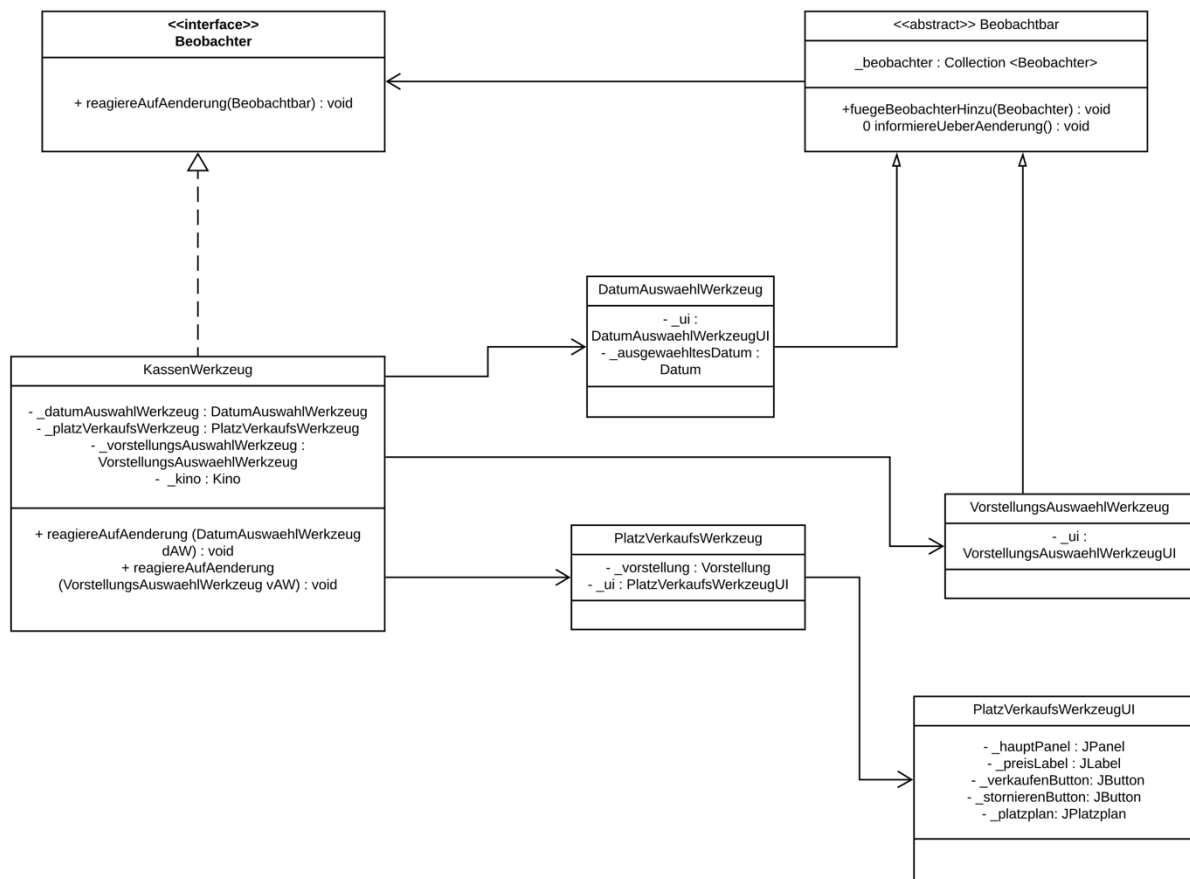 <<interface>>
Beobachter
+ reagiereAufAenderung(Beobachtbar) : void
<<abstract>> Beobachtbar
_beobachter : Collection <Beobachter>
+fuegeBeobachterHinzu(Beobachter) : void
0 informiereUeberAenderung() : void
DatumAuswaehlWerkzeug
- _ui :
DatumAuswaehlWerkzeugUI
- _ausgewaehltesDatum :
Datum
KassenWerkzeug
- _datumAuswahlWerkzeug : DatumAuswahlWerkzeug
- _platzVerkaufsWerkzeug : PlatzVerkaufsWerkzeug
- _vorstellungsAuswahlWerkzeug :
VorstellungsAuswaehlWerkzeug
- _kino : Kino
+ reagiereAufAenderung (DatumAuswaehlWerkzeug
dAW) : void
+ reagiereAufAenderung
(VorstellungsAuswahlWerkzeug vAW) : void
PlatzVerkaufsWerkzeug
- _vorstellung : Vorstellung
- _ui : PlatzVerkaufsWerkzeugUI
VorstellungsAuswaehlWerkzeug
- _ui :
VorstellungsAuswaehlWerkzeugUI
PlatzVerkaufsWerkzeugUI
- _hauptPanel : JPanel
- _preisLabel : JLabel
- _verkaufenButton: JButton
- _stornierenButton: JButton
- _platzplan: JPlatzplan